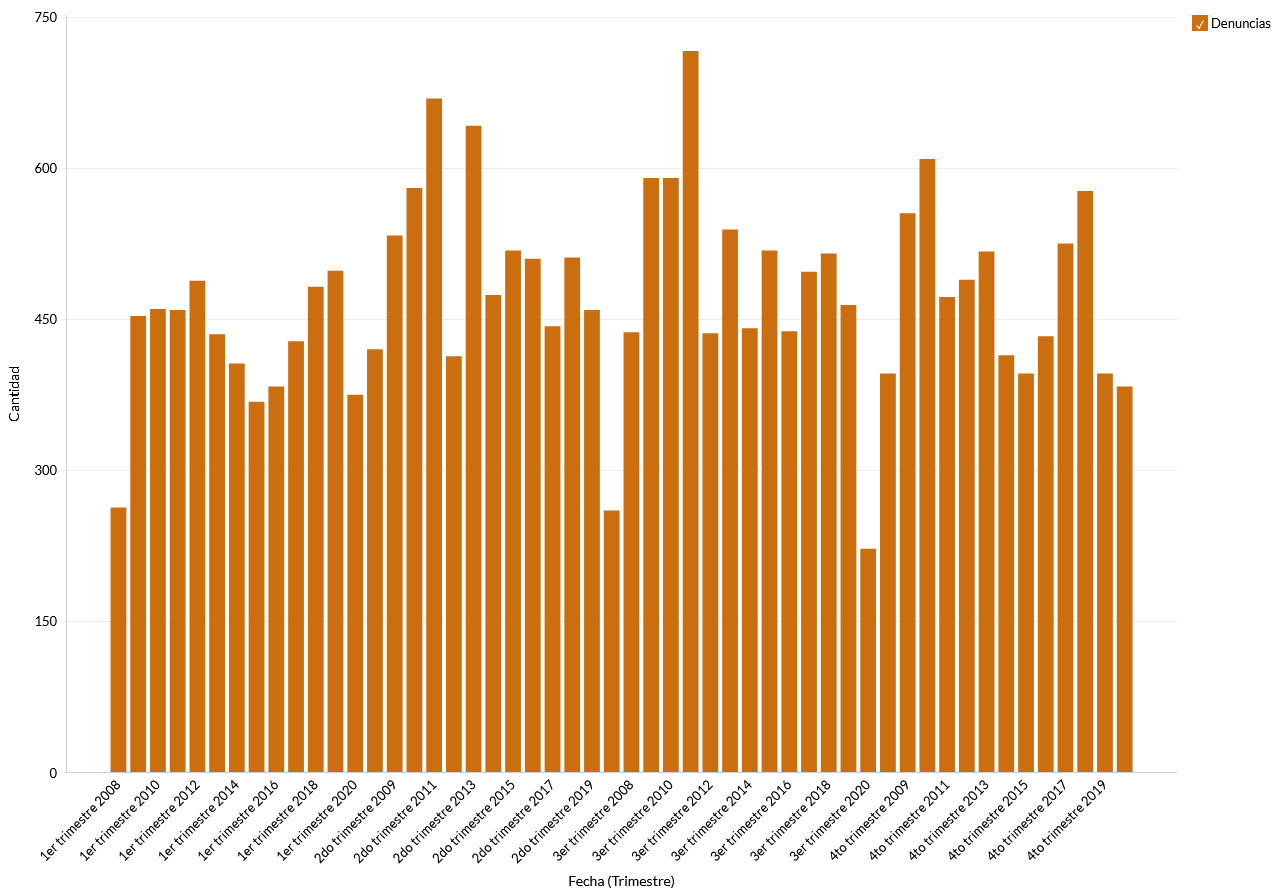 750
600
450
300
150
0
Cantidad
1er trimestre 2008
1er trimestre 2010
1er trimestre 2012
1er trimestre 2014
1er trimestre 2016
1er trimestre 2018
1er trimestre 2020
2do trimestre 2009
2do trimestre 2011
2do trimestre 2013
2do trimestre 2015
2do trimestre 2017
2do trimestre 2019
3er trimestre 2008
3er trimestre 2010
3er trimestre 2012
3er trimestre 2014
3er trimestre 2016
3er trimestre 2018
3er trimestre 2020
4to trimestre 2009
4to trimestre 2011
4to trimestre 2013
4to trimestre 2015
4to trimestre 2017
4to trimestre 2019
Fecha (Trimestre)
Denuncias